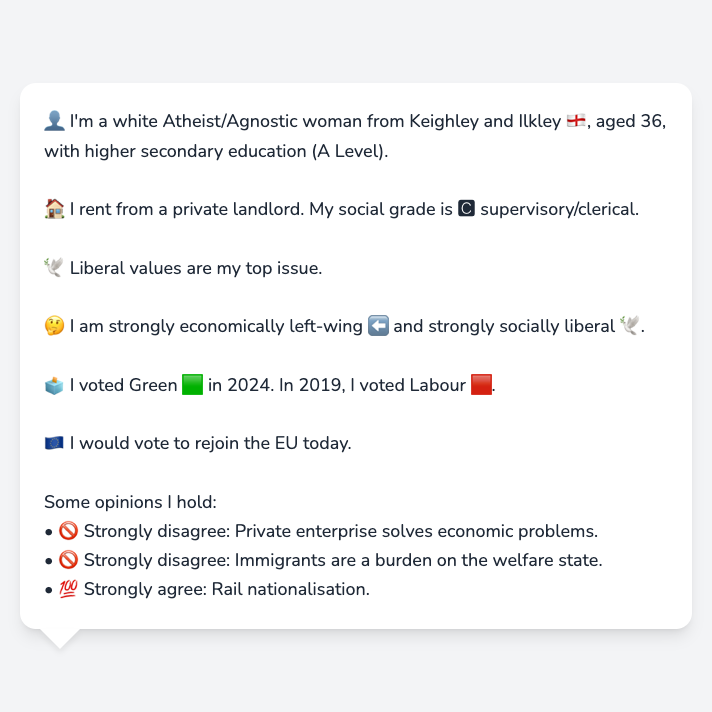 👤 I'm a white Atheist/Agnostic woman from Keighley and Ilkley 🏴󠁧󠁢󠁥󠁮󠁧󠁿, aged 36,
with higher secondary education (A Level).
🏠 I rent from a private landlord. My social grade is 🅲 supervisory/clerical.
🕊️ Liberal values are my top issue.
🤔 I am strongly economically left-wing ⬅️ and strongly socially liberal 🕊️.
🗳️ I voted Green 🟩 in 2024. In 2019, I voted Labour 🟥.
🇪🇺 I would vote to rejoin the EU today.
Some opinions I hold:
• 🚫 Strongly disagree: Private enterprise solves economic problems.
• 🚫 Strongly disagree: Immigrants are a burden on the welfare state.
• 💯 Strongly agree: Rail nationalisation.